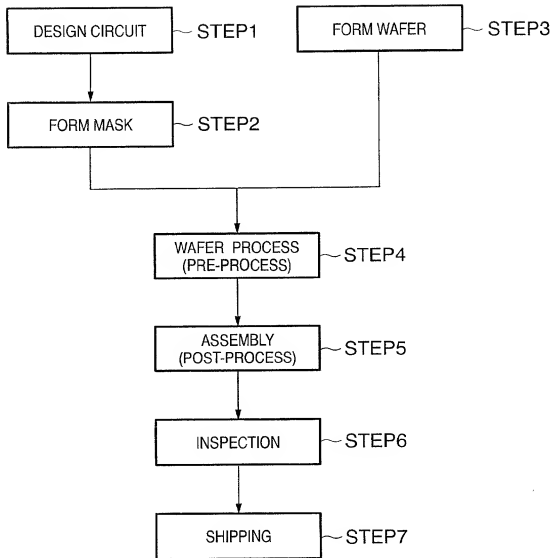 DESIGN CIRCUIT
STEP1
FORM WAFER
STEP3
FORM MASK
STEP2
WAFER PROCESS
(PRE-PROCESS)
STEP4
ASSEMBLY
(POST-PROCESS)
STEP5
INSPECTION
STEP6
SHIPPING
STEP7